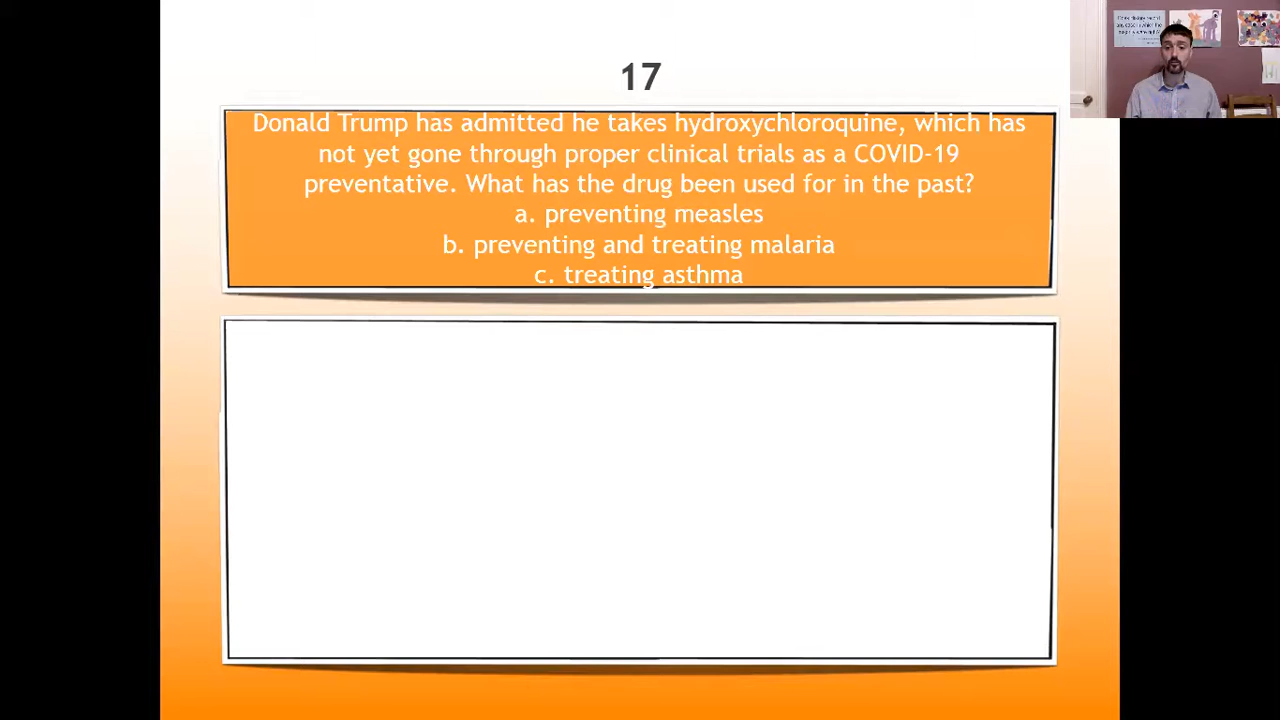 17
Donald Trump has admitted he takes hydroxychloroquine, which has
not yet gone through proper clinical trials as a COVID-19
preventative. What has the drug been used for in the past?
a. preventing measles
b. preventing and treating malaria
c. treating asthma